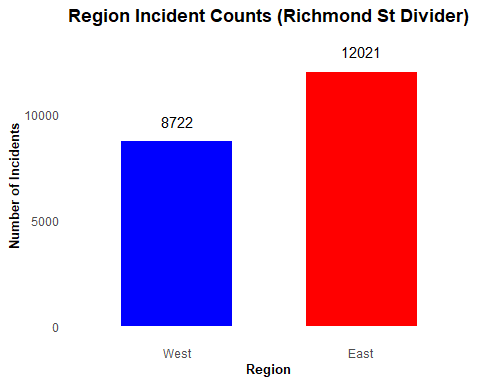 Region Incident Counts (Richmond St Divider)
12021
8722
10000
5000
0
Number of Incidents
West
East
Region